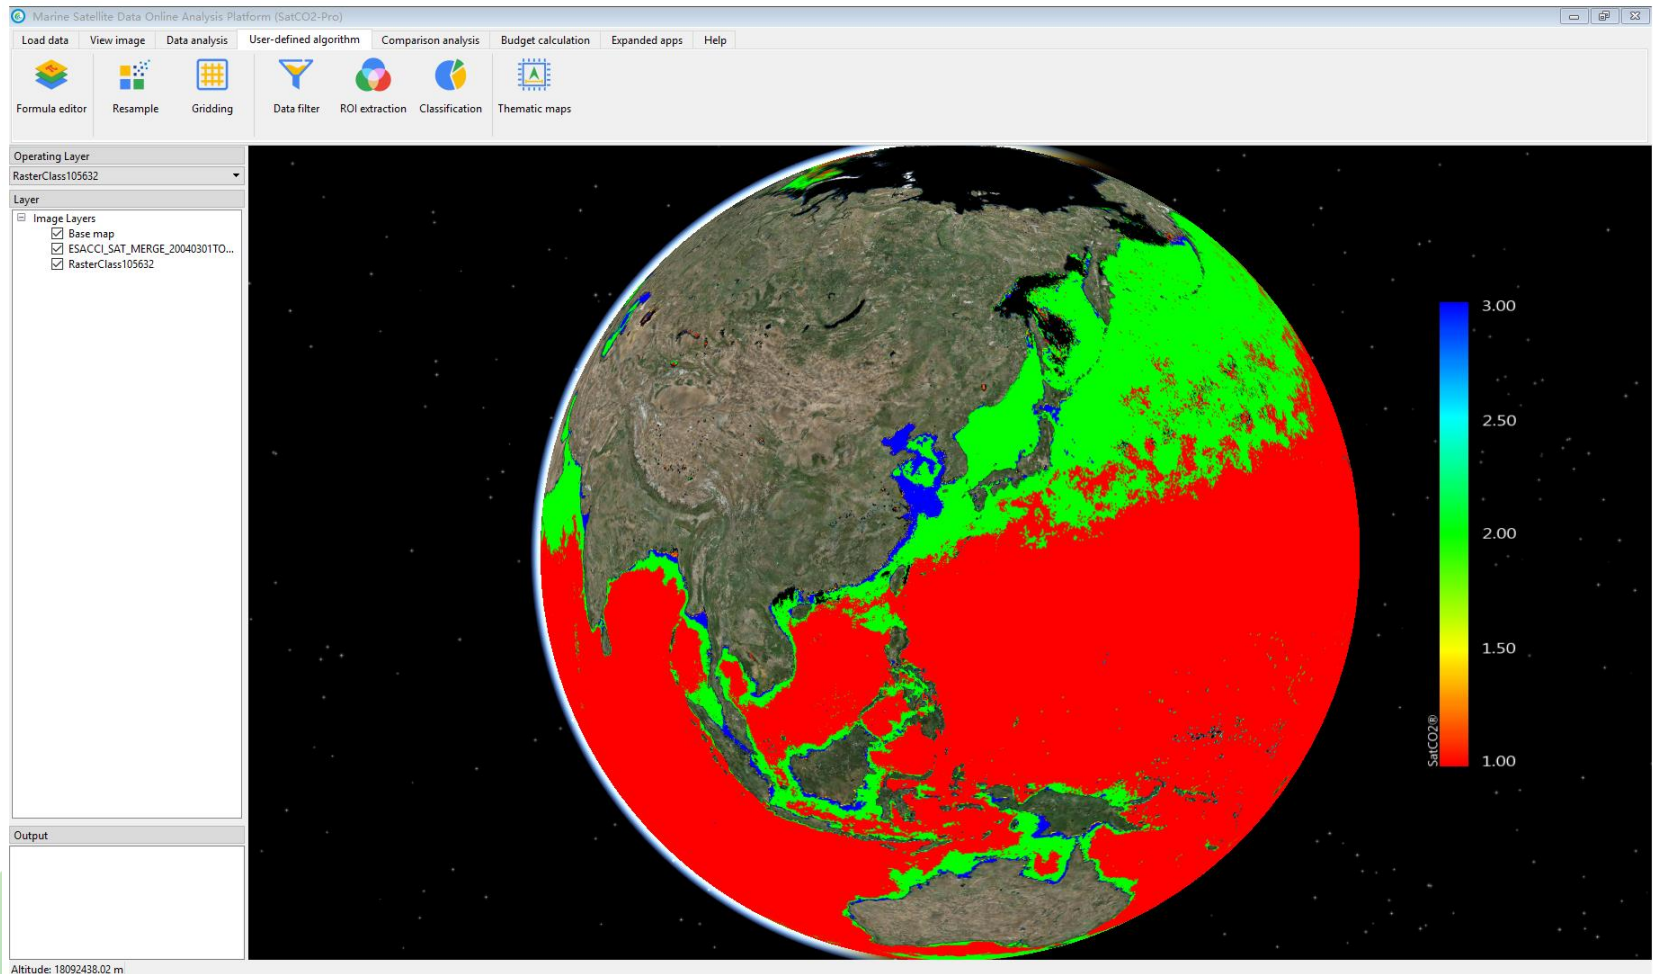 Marine Satellite Data Online Analysis Platform (SatCO2-Pro)
Load data View image Data analysis User-defined algorithm Comparison analysis Budget calculation Expanded apps Help
Formula editor Resample Gridding Data filter ROI extraction Classification Thematic maps
Operating Layer
RasterClass105632
Layer
Image Layers
Base map
ESACCI_SAT_MERGE_20040301TO...
RasterClass105632
3.00
2.50
2.00
1.50
1.00
SatCO2®
Output
Altitude: 18092438.02 m